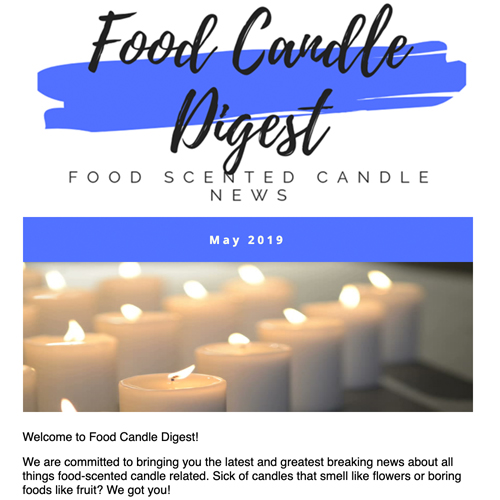 Food Candle
Digest
FOOD SCENTED CANDLE
NEWS
May 2019
Welcome to Food Candle Digest!
We are committed to bringing you the latest and greatest breaking news about all
things food-scented candle related. Sick of candles that smell like flowers or boring
foods like fruit? We got you!